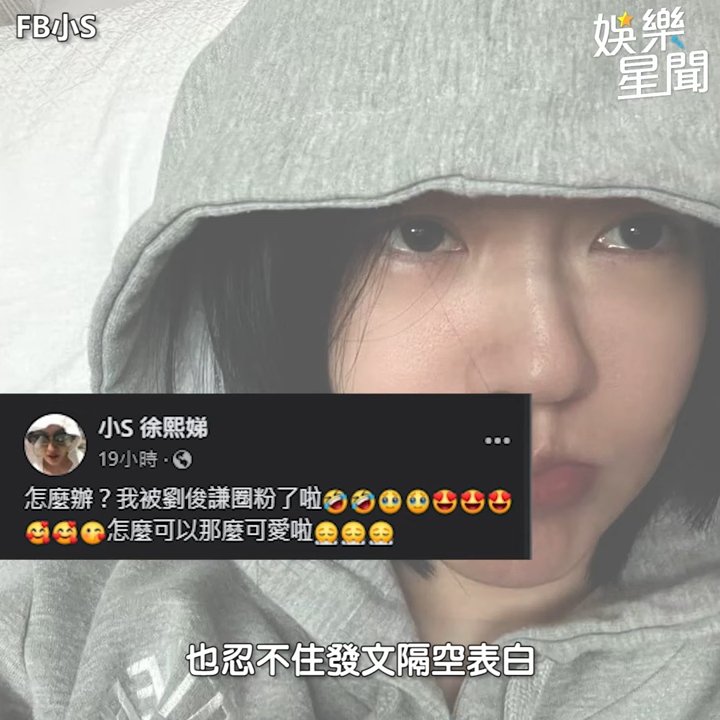 FB小S
娛樂
星聞
小S 徐熙娣
19小時 ·
怎麼辦？我被劉俊謙圈粉了啦🤣🤣🥹🥹😍😍😍
🥰🥰😘怎麼可以那麼可愛啦😮‍💨😮‍💨😮‍💨
也忍不住發文隔空表白